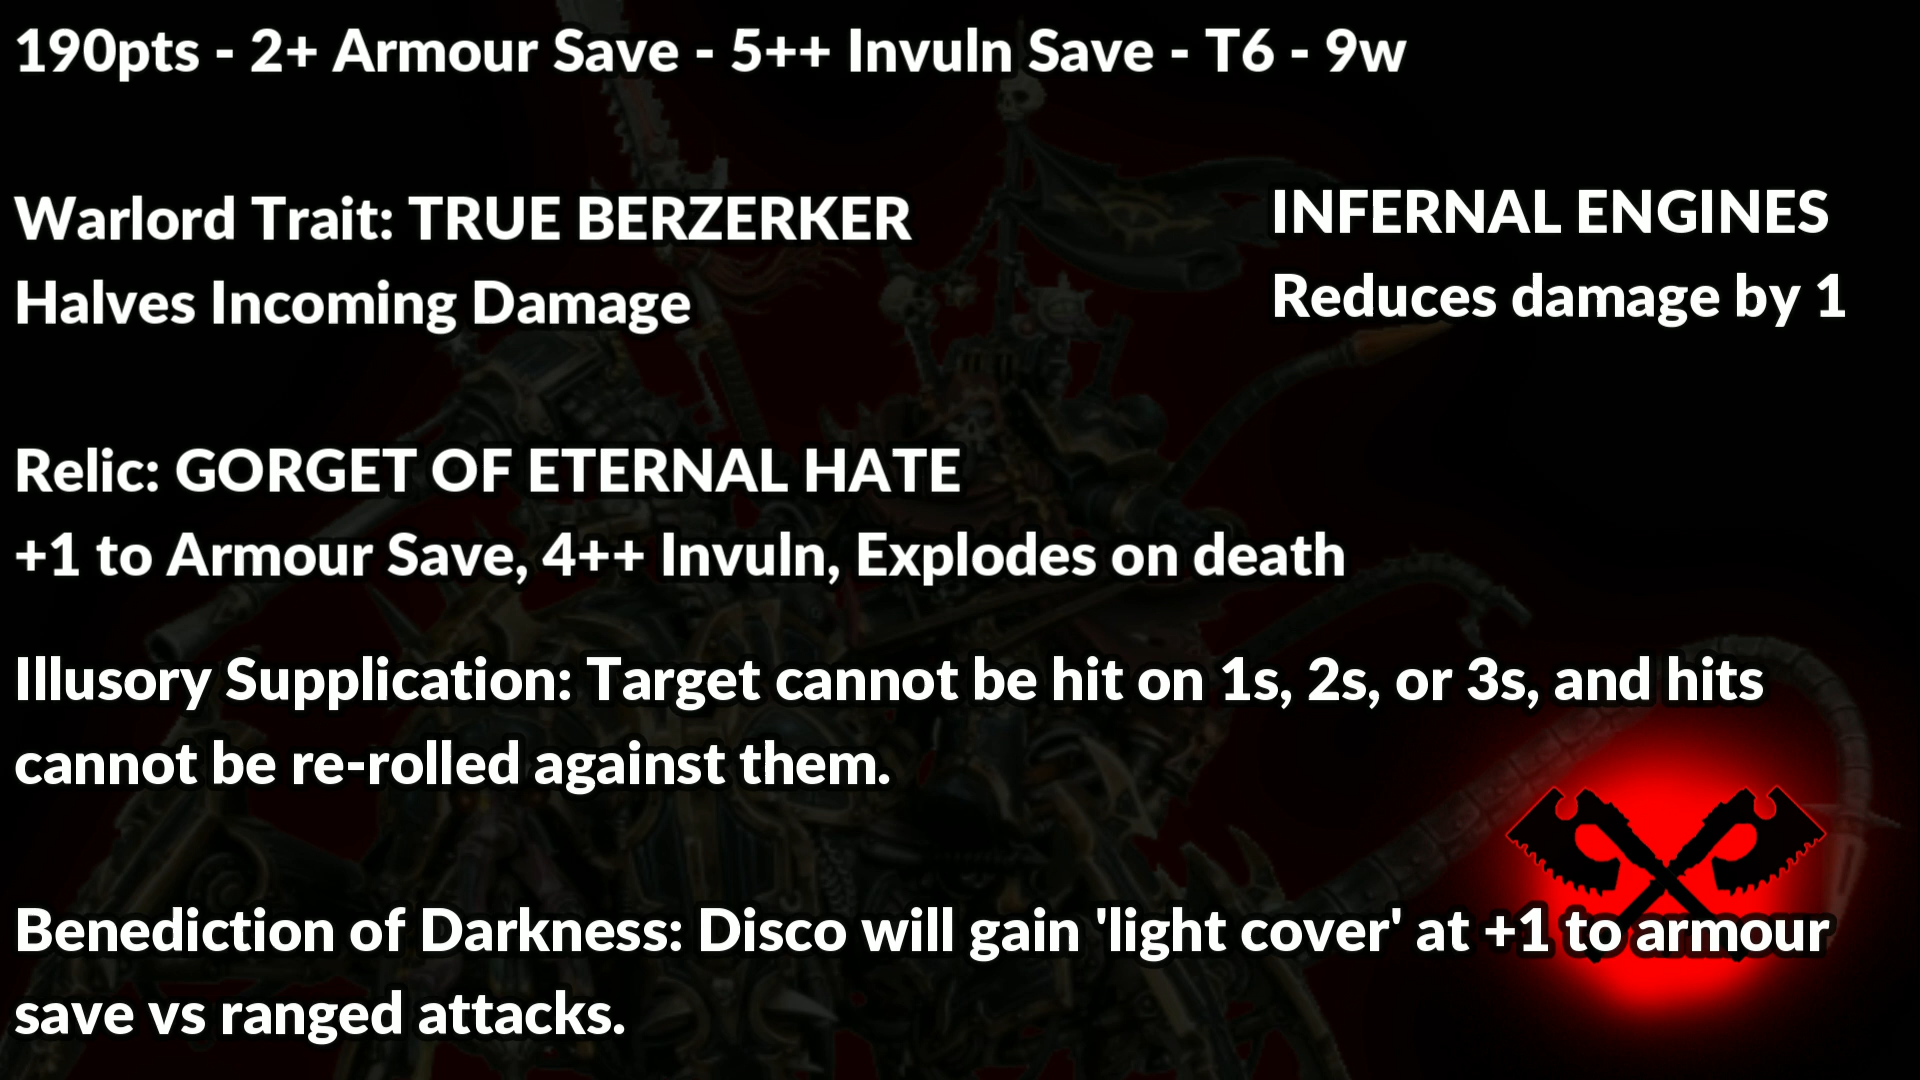 190pts - 2+ Armour Save - 5++ Invuln Save - T6 - 9w
Warlord Trait: TRUE BERZERKER
Halves Incoming Damage
INFERNAL ENGINES
Reduces damage by 1
Relic: GORGET OF ETERNAL HATE
+1 to Armour Save, 4++ Invuln, Explodes on death
Illusory Supplication: Target cannot be hit on 1s, 2s, or 3s, and hits
cannot be re-rolled against them.
Benediction of Darkness: Disco will gain 'light cover' at +1 to armour
save vs ranged attacks.